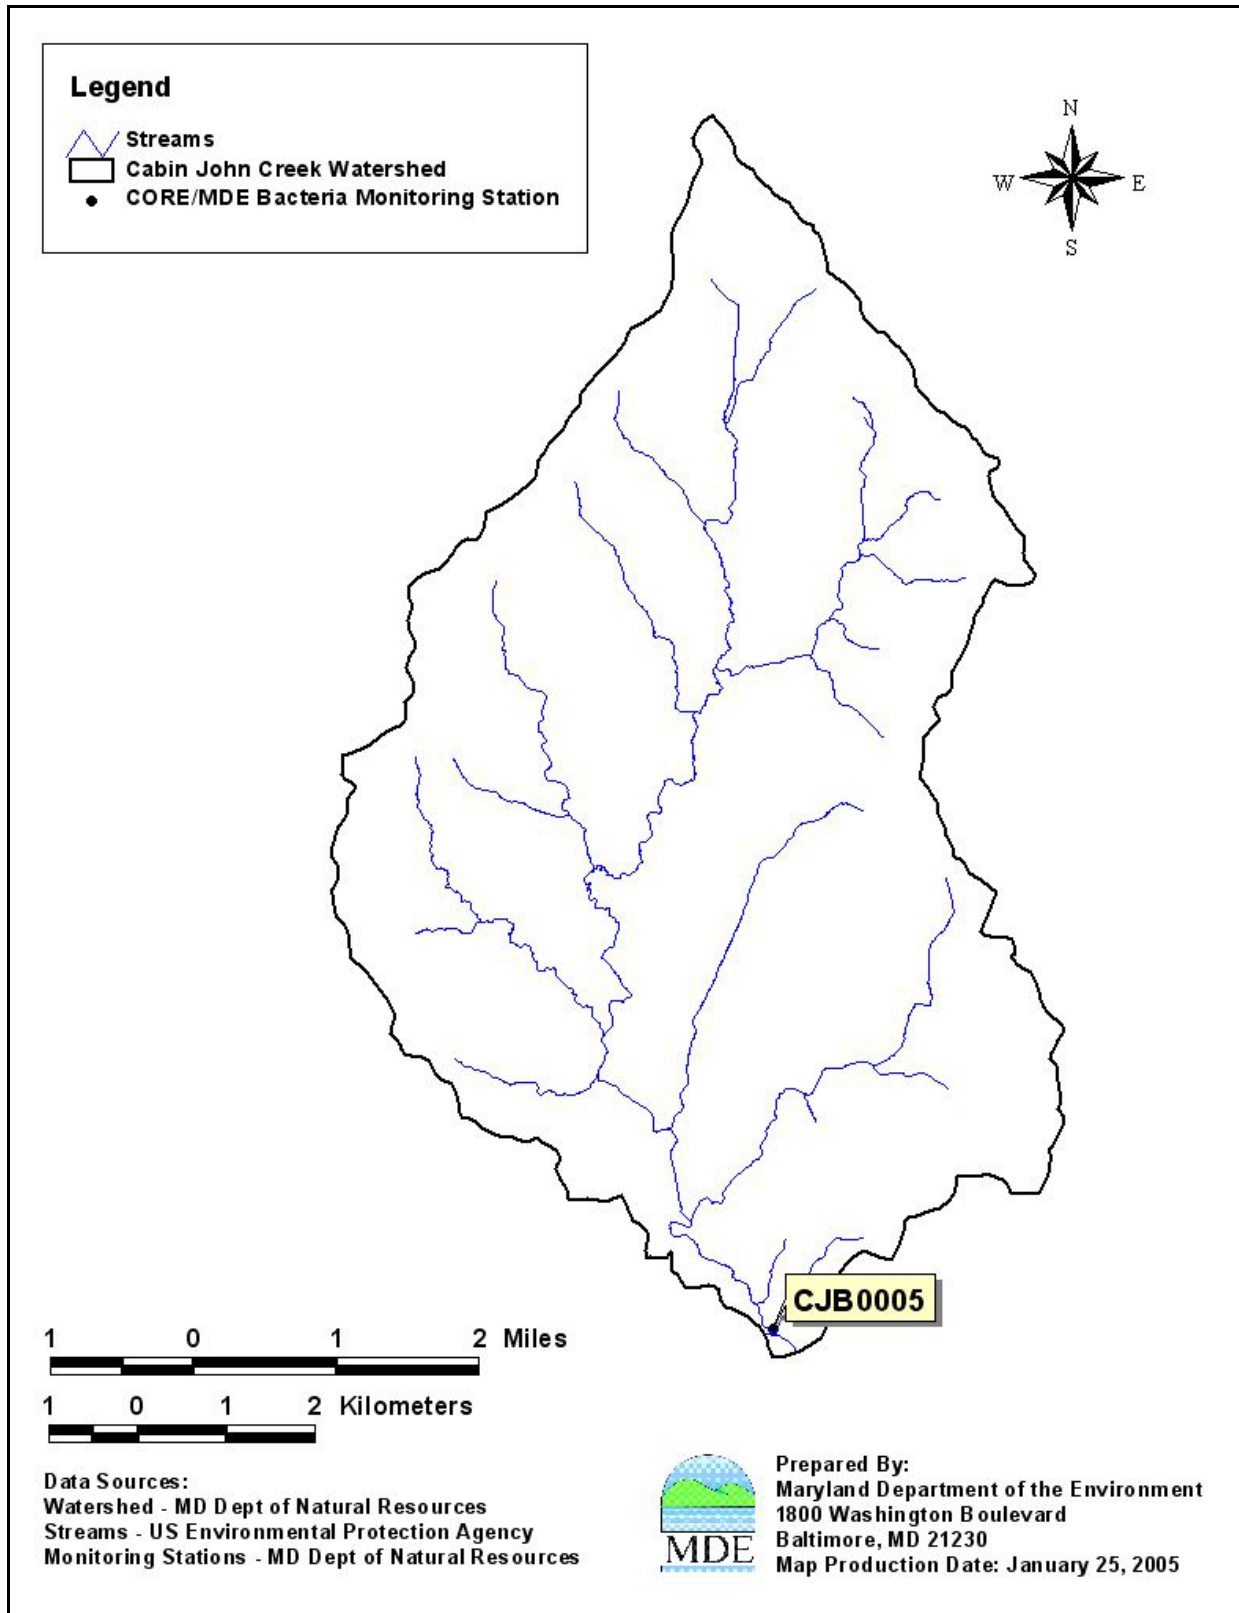 Legend
Streams
Cabin John Creek Watershed
CORE/MDE Bacteria Monitoring Station
N
W E
S
CJB0005
1 0 1 2 Miles
1 0 1 2 Kilometers
Data Sources:
Watershed - MD Dept of Natural Resources
Streams - US Environmental Protection Agency
Monitoring Stations - MD Dept of Natural Resources
MDE
Prepared By:
Maryland Department of the Environment
1800 Washington Boulevard
Baltimore, MD 21230
Map Production Date: January 25, 2005